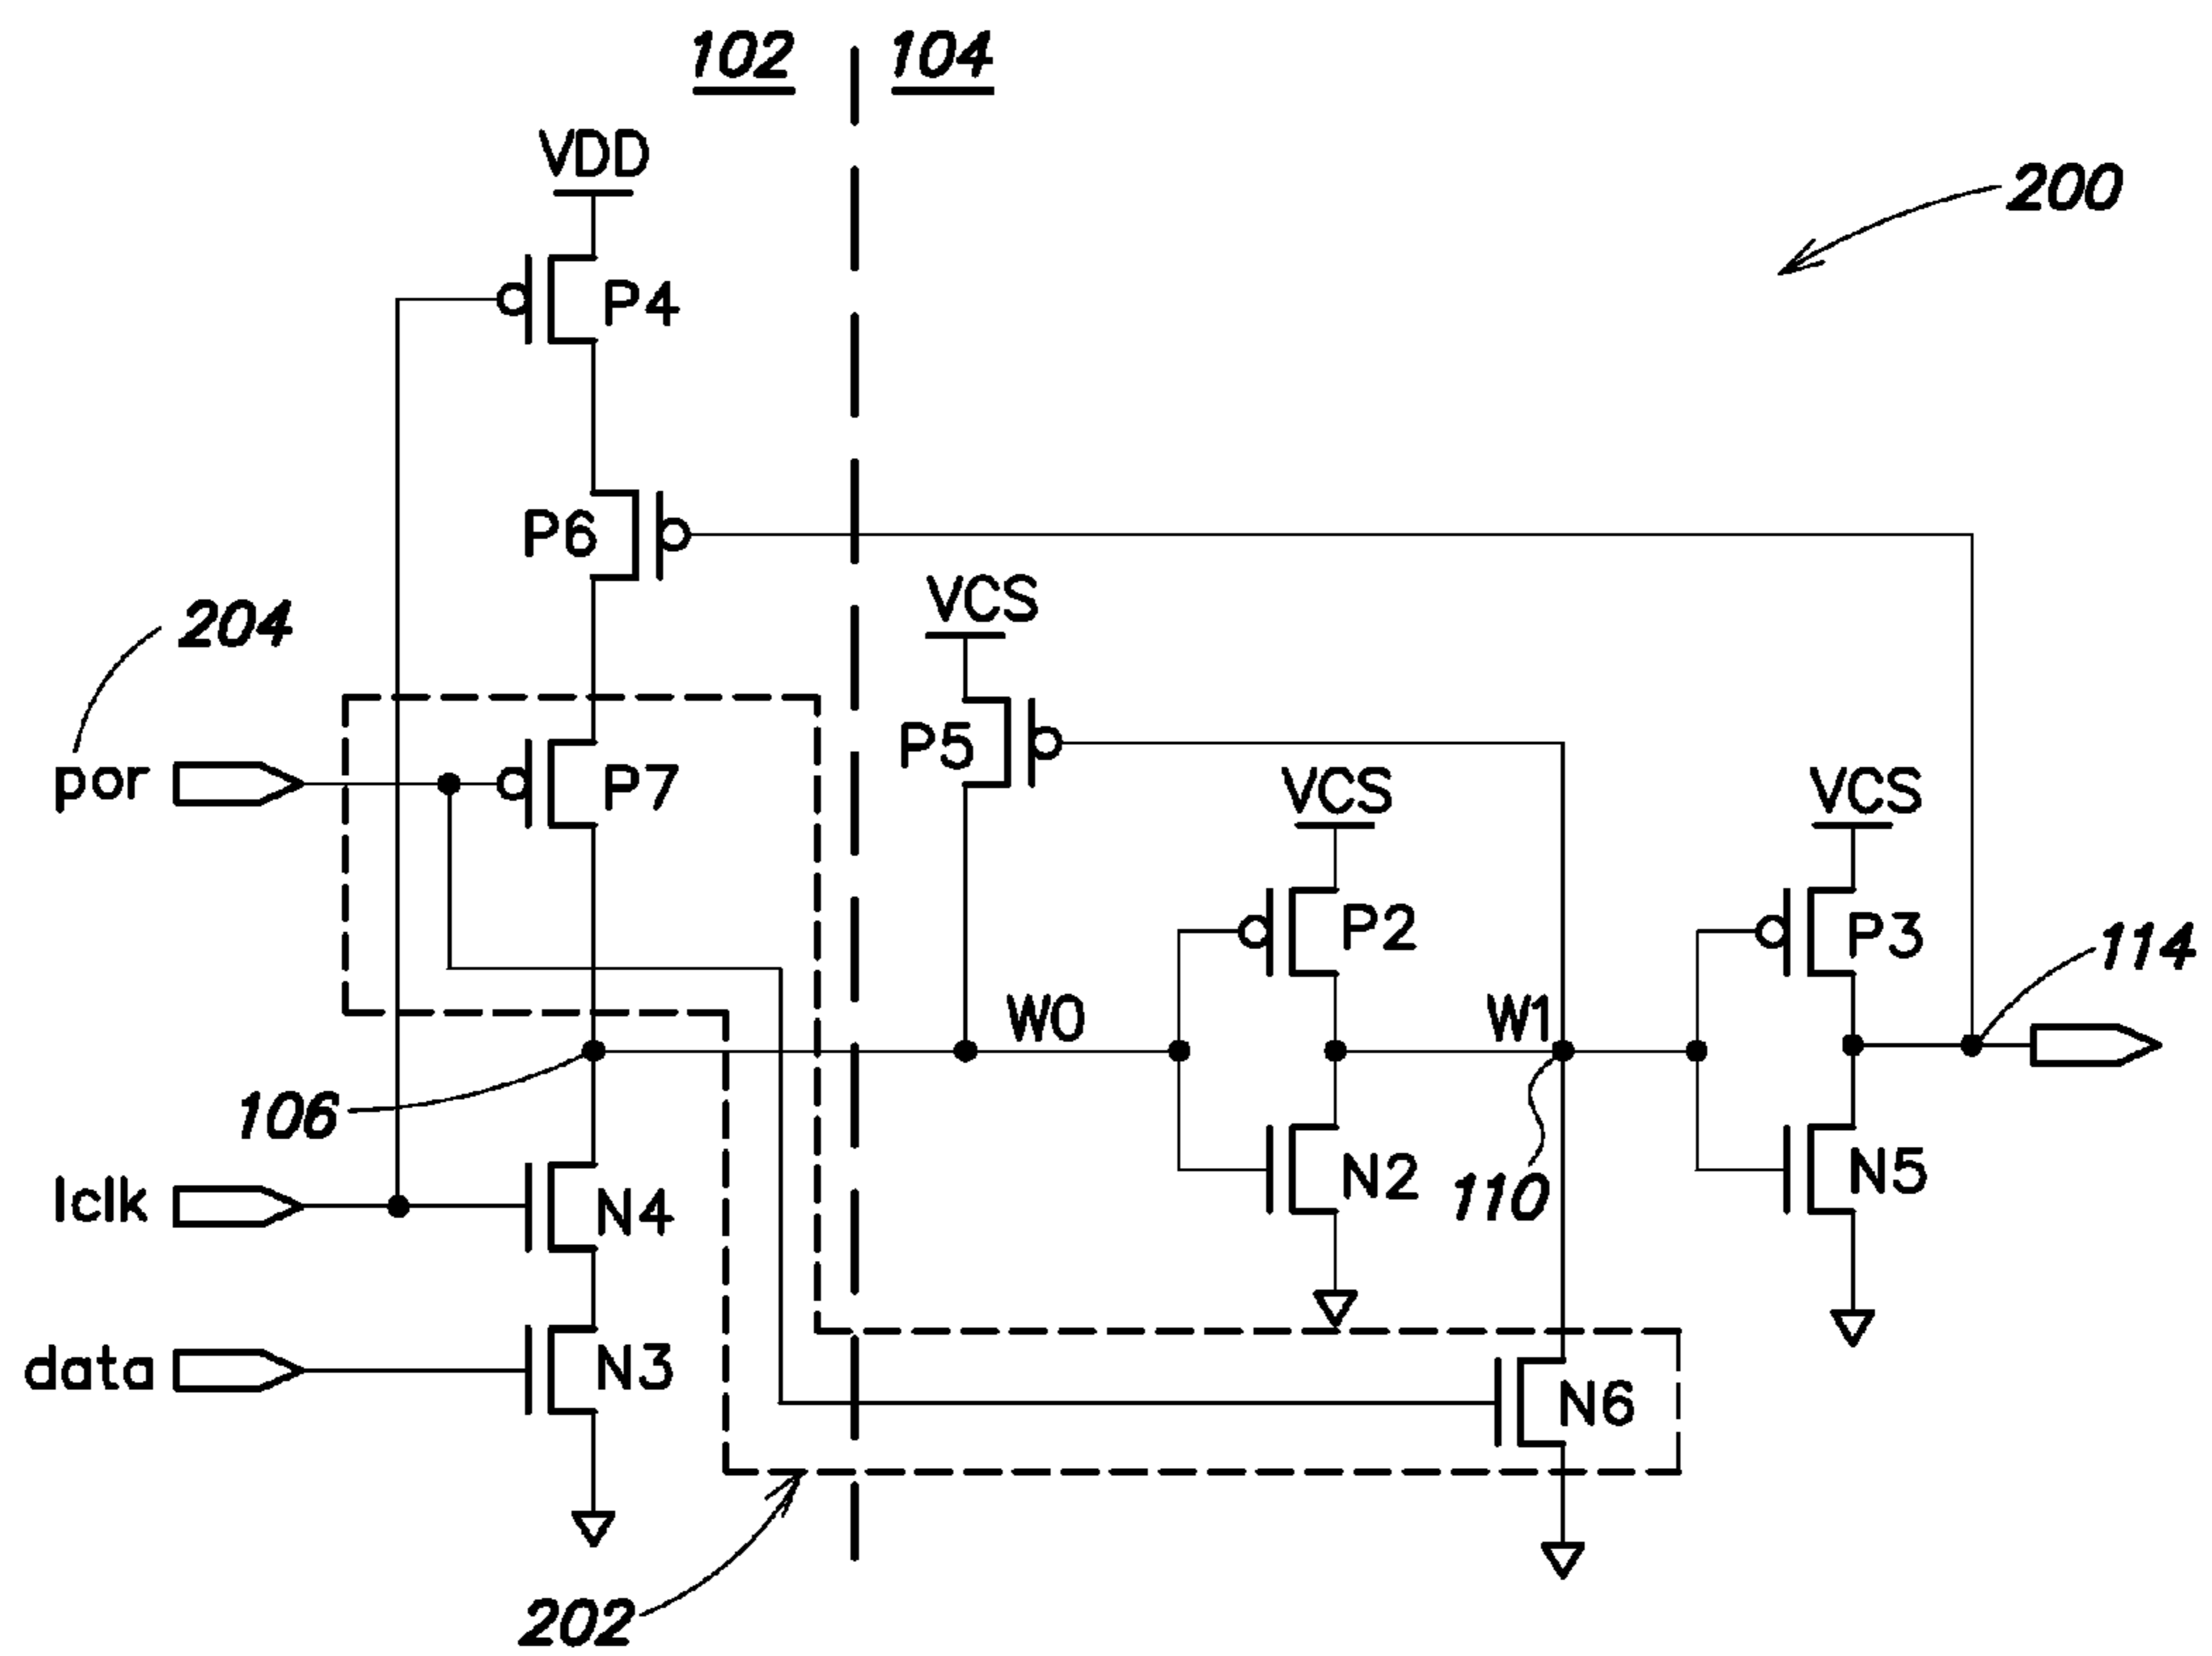 102
104
VDD
200
P4
P6
VCS
204
P5
VCS
VCS
por
P7
P2
P3
114
W0
W1
106
110
lclk
N4
N2
N5
data
N3
N6
202